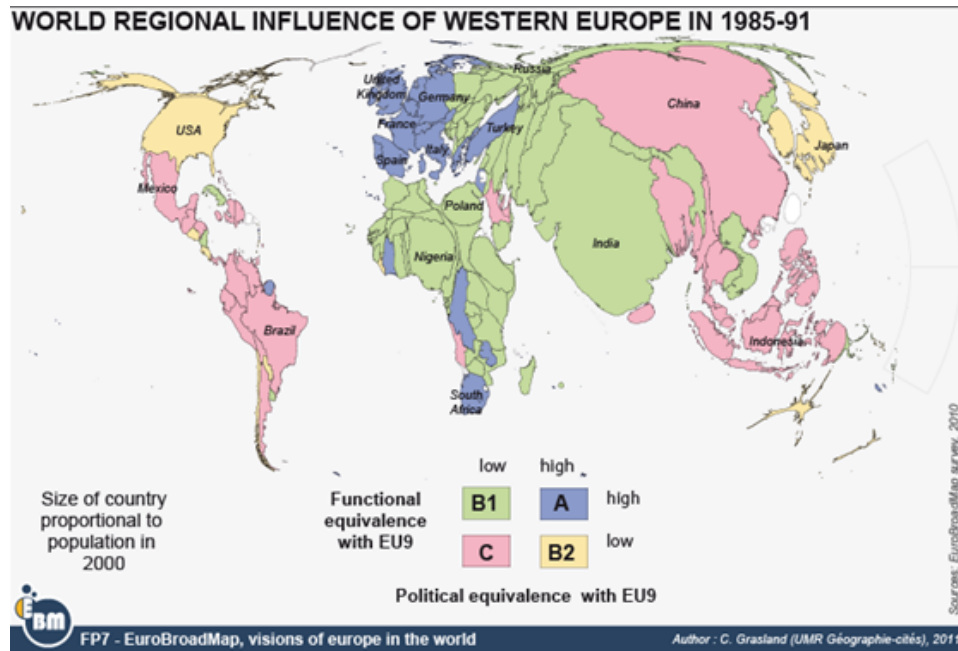 WORLD REGIONAL INFLUENCE OF WESTERN EUROPE IN 1985-91
United
Kingdom
Germany
Russia
France
Turkey
Italy
Spain
China
USA
Japan
Mexico
Poland
Nigeria
India
Brazil
Indonesia
South
Africa
low high
Size of country
proportional to
population in
2000
Functional
equivalence
with EU9
B1 A high
C B2 low
Political equivalence with EU9
Sources: EuroBroadMap survey, 2010
EBM
FP7 - EuroBroadMap, visions of europe in the world
Author : C. Grasland (UMR Géographie-cités), 2011